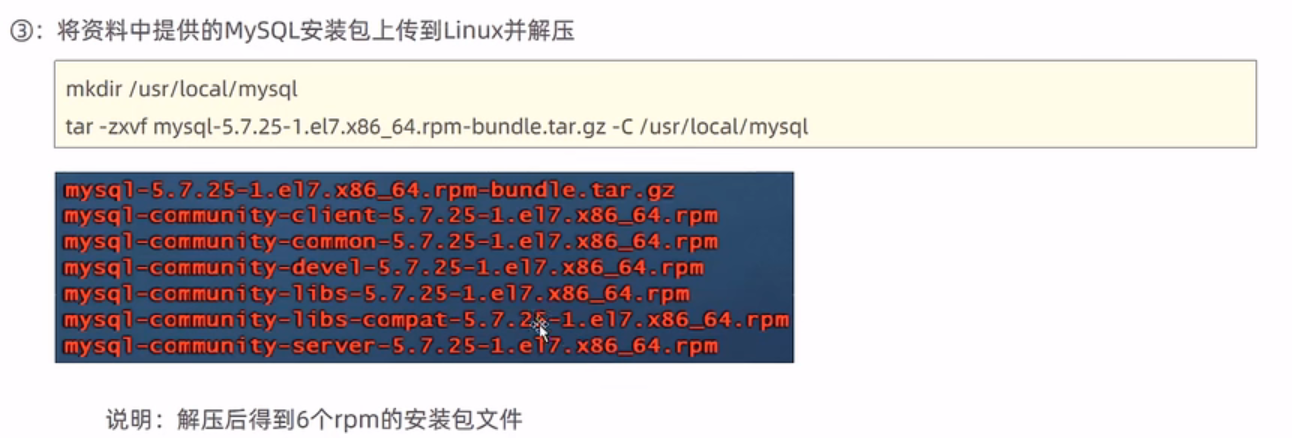 ③：将资料中提供的MySQL安装包上传到Linux并解压
mkdir /usr/local/mysql
tar -zxvf mysql-5.7.25-1.el7.x86_64.rpm-bundle.tar.gz -C /usr/local/mysql
mysql-5.7.25-1.el7.x86_64.rpm-bundle.tar.gz
mysql-community-client-5.7.25-1.el7.x86_64.rpm
mysql-community-common-5.7.25-1.el7.x86_64.rpm
mysql-community-devel-5.7.25-1.el7.x86_64.rpm
mysql-community-libs-5.7.25-1.el7.x86_64.rpm
mysql-community-libs-compat-5.7.25-1.el7.x86_64.rpm
mysql-community-server-5.7.25-1.el7.x86_64.rpm
说明：解压后得到6个rpm的安装包文件